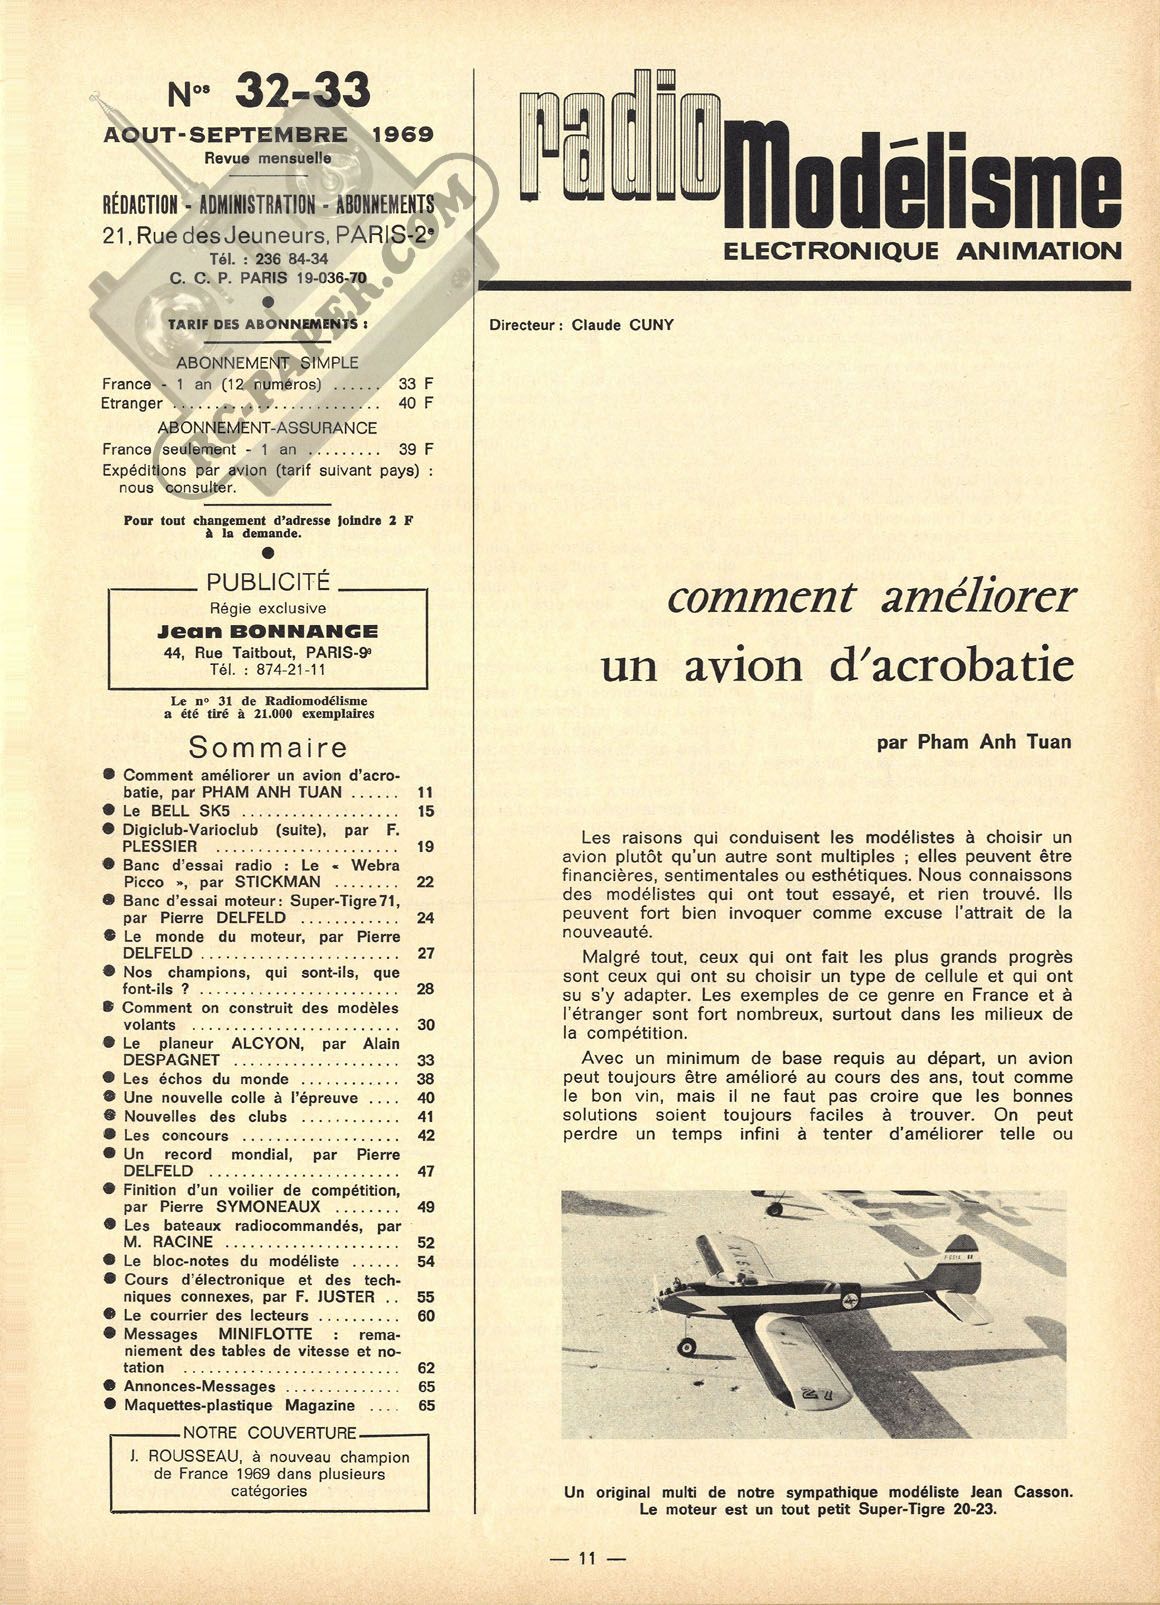 Nos 32-33
AOUT-SEPTEMBRE 1969
Revue mensuelle
RÉDACTION - ADMINISTRATION - ABONNEMENTS
21, Rue des Jeuneurs, PARIS-2e
Tél. : 236 84-34
C. C. P. PARIS 19-036-70
TARIF DES ABONNEMENTS :
ABONNEMENT SIMPLE
France - 1 an (12 numéros) ...... 33 F
Etranger ......................... 40 F
ABONNEMENT-ASSURANCE
France seulement - 1 an ......... 39 F
Expéditions par avion (tarif suivant pays) :
nous consulter.
Pour tout changement d'adresse joindre 2 F
à la demande.
PUBLICITÉ
Régie exclusive
Jean BONNANGE
44, Rue Taitbout, PARIS-9e
Tél. : 874-21-11
Le no 31 de Radiomodélisme
a été tiré à 21.000 exemplaires
Sommaire
● Comment améliorer un avion d'acro-
batie, par PHAM ANH TUAN ...... 11
● Le BELL SK5 ................... 15
● Digiclub-Varioclub (suite), par F.
PLESSIER ...................... 19
● Banc d'essai radio : Le « Webra
Picco », par STICKMAN ........ 22
● Banc d'essai moteur: Super-Tigre 71,
par Pierre DELFELD ............ 24
● Le monde du moteur, par Pierre
DELFELD ........................ 27
● Nos champions, qui sont-ils, que
font-ils ? ........................ 28
● Comment on construit des modèles
volants ......................... 30
● Le planeur ALCYON, par Alain
DESPAGNET .................... 33
● Les échos du monde ............ 38
● Une nouvelle colle à l'épreuve .... 40
● Nouvelles des clubs ............ 41
● Les concours ................... 42
● Un record mondial, par Pierre
DELFELD ....................... 47
● Finition d'un voilier de compétition,
par Pierre SYMONEAUX ........ 49
● Les bateaux radiocommandés, par
M. RACINE ..................... 52
● Le bloc-notes du modéliste ...... 54
● Cours d'électronique et des tech-
niques connexes, par F. JUSTER .. 55
● Le courrier des lecteurs .......... 60
● Messages MINIFLOTTE : rema-
niement des tables de vitesse et no-
tation .......................... 62
● Annonces-Messages .............. 65
● Maquettes-plastique Magazine .... 65
NOTRE COUVERTURE
J. ROUSSEAU, à nouveau champion
de France 1969 dans plusieurs
catégories
RC-PAPER.COM
radio
Modélisme
ELECTRONIQUE ANIMATION
Directeur : Claude CUNY
comment améliorer
un avion d'acrobatie
par Pham Anh Tuan
Les raisons qui conduisent les modélistes à choisir un
avion plutôt qu'un autre sont multiples ; elles peuvent être
financières, sentimentales ou esthétiques. Nous connaissons
des modélistes qui ont tout essayé, et rien trouvé. Ils
peuvent fort bien invoquer comme excuse l'attrait de la
nouveauté.
Malgré tout, ceux qui ont fait les plus grands progrès
sont ceux qui ont su choisir un type de cellule et qui ont
su s'y adapter. Les exemples de ce genre en France et à
l'étranger sont fort nombreux, surtout dans les milieux de
la compétition.
Avec un minimum de base requis au départ, un avion
peut toujours être amélioré au cours des ans, tout comme
le bon vin, mais il ne faut pas croire que les bonnes
solutions soient toujours faciles à trouver. On peut
perdre un temps infini à tenter d'améliorer telle ou
Un original multi de notre sympathique modéliste Jean Casson.
Le moteur est un tout petit Super-Tigre 20-23.
— 11 —